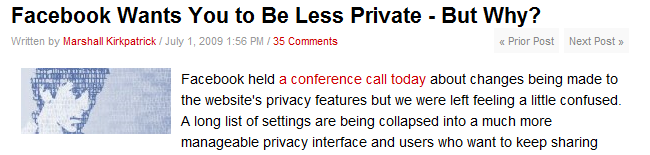 Facebook Wants You to Be Less Private - But Why?
Written by Marshall Kirkpatrick / July 1, 2009 1:56 PM / 35 Comments
« Prior Post Next Post »
Facebook held a conference call today about changes being made to
the website's privacy features but we were left feeling a little confused.
A long list of settings are being collapsed into a much more
manageable privacy interface and users who want to keep sharing